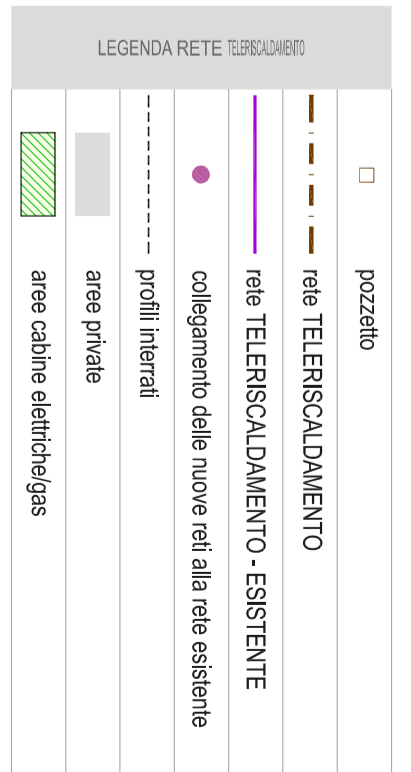 LEGENDA RETE TELERISCALDAMENTO
pozzetto
rete TELERISCALDAMENTO
rete TELERISCALDAMENTO - ESISTENTE
collegamento delle nuove reti alla rete esistente
profili interrati
aree private
aree cabine elettriche/gas